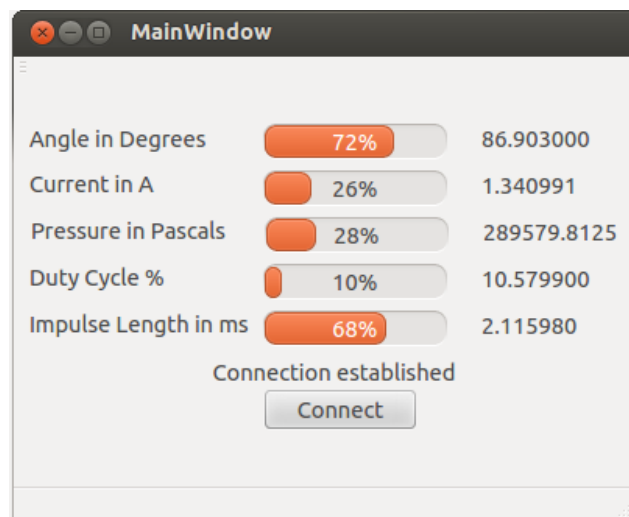 MainWindow
Angle in Degrees 72% 86.903000
Current in A 26% 1.340991
Pressure in Pascals 28% 289579.8125
Duty Cycle % 10% 10.579900
Impulse Length in ms 68% 2.115980
Connection established
Connect